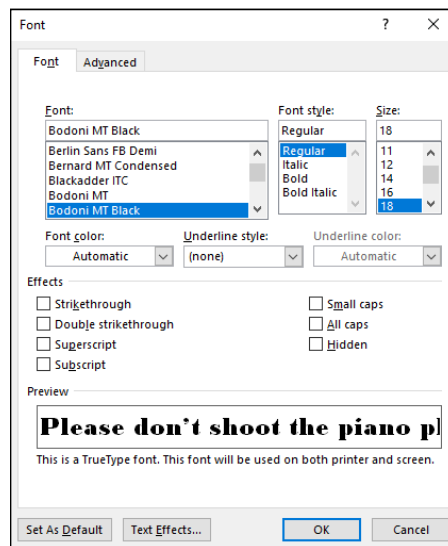 Font
Font Advanced
Font: Font style: Size:
Bodoni MT Black Regular 18
Berlin Sans FB Demi Regular 11
Bernard MT Condensed Italic 12
Blackadder ITC Bold 14
Bodoni MT Bold Italic 16
Bodoni MT Black 18
Font color: Underline style: Underline color:
Automatic (none) Automatic
Effects
Strikethrough Small caps
Double strikethrough All caps
Superscript Hidden
Subscript
Preview
Please don't shoot the piano pl
This is a TrueType font. This font will be used on both printer and screen.
Set As Default Text Effects... OK Cancel